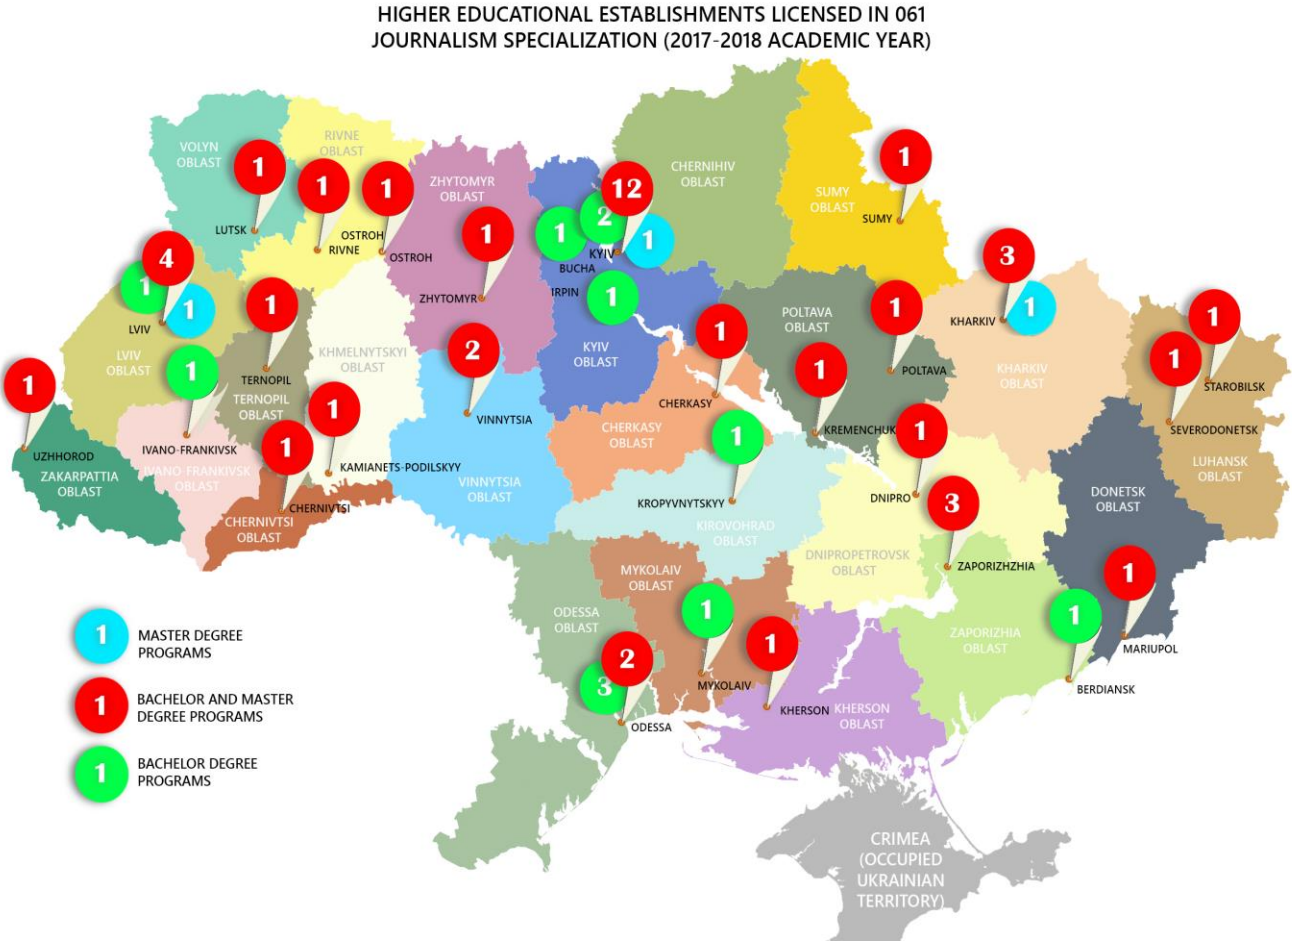 HIGHER EDUCATIONAL ESTABLISHMENTS LICENSED IN 061
JOURNALISM SPECIALIZATION (2017-2018 ACADEMIC YEAR)
VOLYN
OBLAST
1
LUTSK
RIVNE
OBLAST
1
RIVNE
1
OSTROH
OSTROH
ZHYTOMYR
OBLAST
1
ZHYTOMYR
12
2
1
1
KYIV
BUCHA
IRPIN
1
KYIV
OBLAST
CHERNIHIV
OBLAST
SUMY
OBLAST
1
SUMY
4
1
1
LVIV
LVIV
OBLAST
1
TERNOPIL
TERNOPIL
OBLAST
KHMELNYTSKYI
OBLAST
1
KAMIANETS-PODILSKYY
2
VINNYTSIA
VINNYTSIA
OBLAST
1
CHERKASY
CHERKASY
OBLAST
POLTAVA
OBLAST
1
POLTAVA
1
KREMENCHUK
3
1
KHARKIV
KHARKIV
OBLAST
1
STAROBILSK
1
SEVERODONETSK
LUHANSK
OBLAST
1
UZHHOROD
ZAKARPATTIA
OBLAST
1
IVANO-FRANKIVSK
IVANO-FRANKIVSK
OBLAST
1
CHERNIVTSI
CHERNIVTSI
OBLAST
1
KROPYVNYTSKYY
KIROVOHRAD
OBLAST
1
DNIPRO
DNIPROPETROVSK
OBLAST
3
ZAPORIZHZHIA
ZAPORIZHIA
OBLAST
DONETSK
OBLAST
1
MARIUPOL
1
BERDIANSK
ODESSA
OBLAST
2
3
ODESSA
MYKOLAIV
OBLAST
1
MYKOLAIV
1
KHERSON
KHERSON
OBLAST
CRIMEA
(OCCUPIED
UKRAINIAN
TERRITORY)
1
MASTER DEGREE
PROGRAMS
1
BACHELOR AND MASTER
DEGREE PROGRAMS
1
BACHELOR DEGREE
PROGRAMS